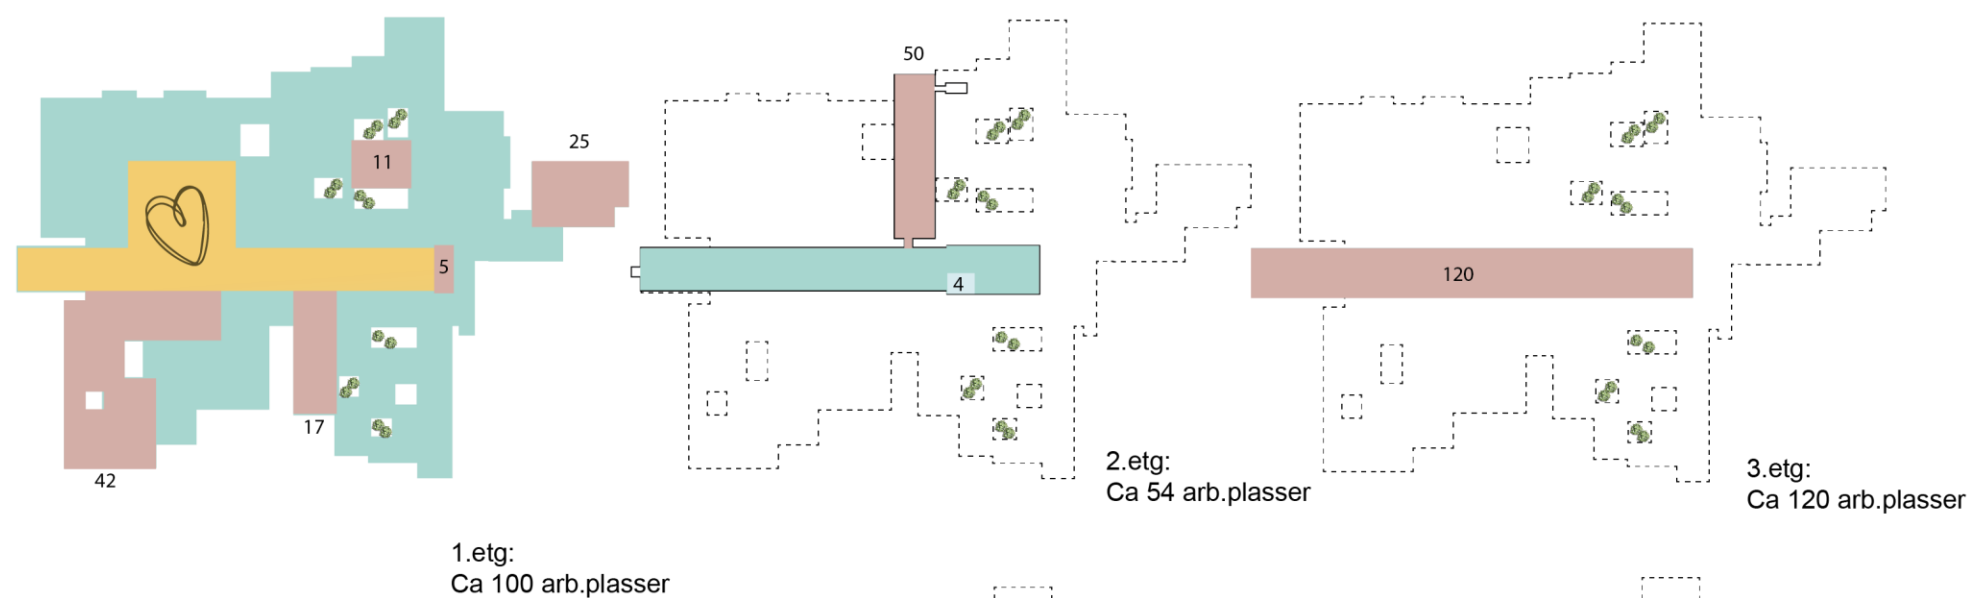 50
11
25
5
4
120
17
42
2.etg:
Ca 54 arb.plasser
3.etg:
Ca 120 arb.plasser
1.etg:
Ca 100 arb.plasser